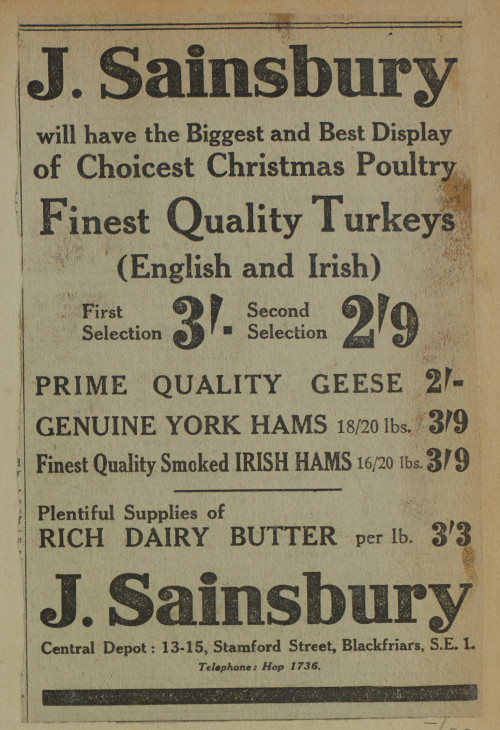 J. Sainsbury
will have the Biggest and Best Display
of Choicest Christmas Poultry
Finest Quality Turkeys
(English and Irish)
First Selection 3/- Second Selection 2/9
PRIME QUALITY GEESE 2/-
GENUINE YORK HAMS 18/20 lbs. 3/9
Finest Quality Smoked IRISH HAMS 16/20 lbs. 3/9
Plentiful Supplies of
RICH DAIRY BUTTER per lb. 3/3
J. Sainsbury
Central Depot: 13-15, Stamford Street, Blackfriars, S.E. 1.
Telephone: Hop 1736.